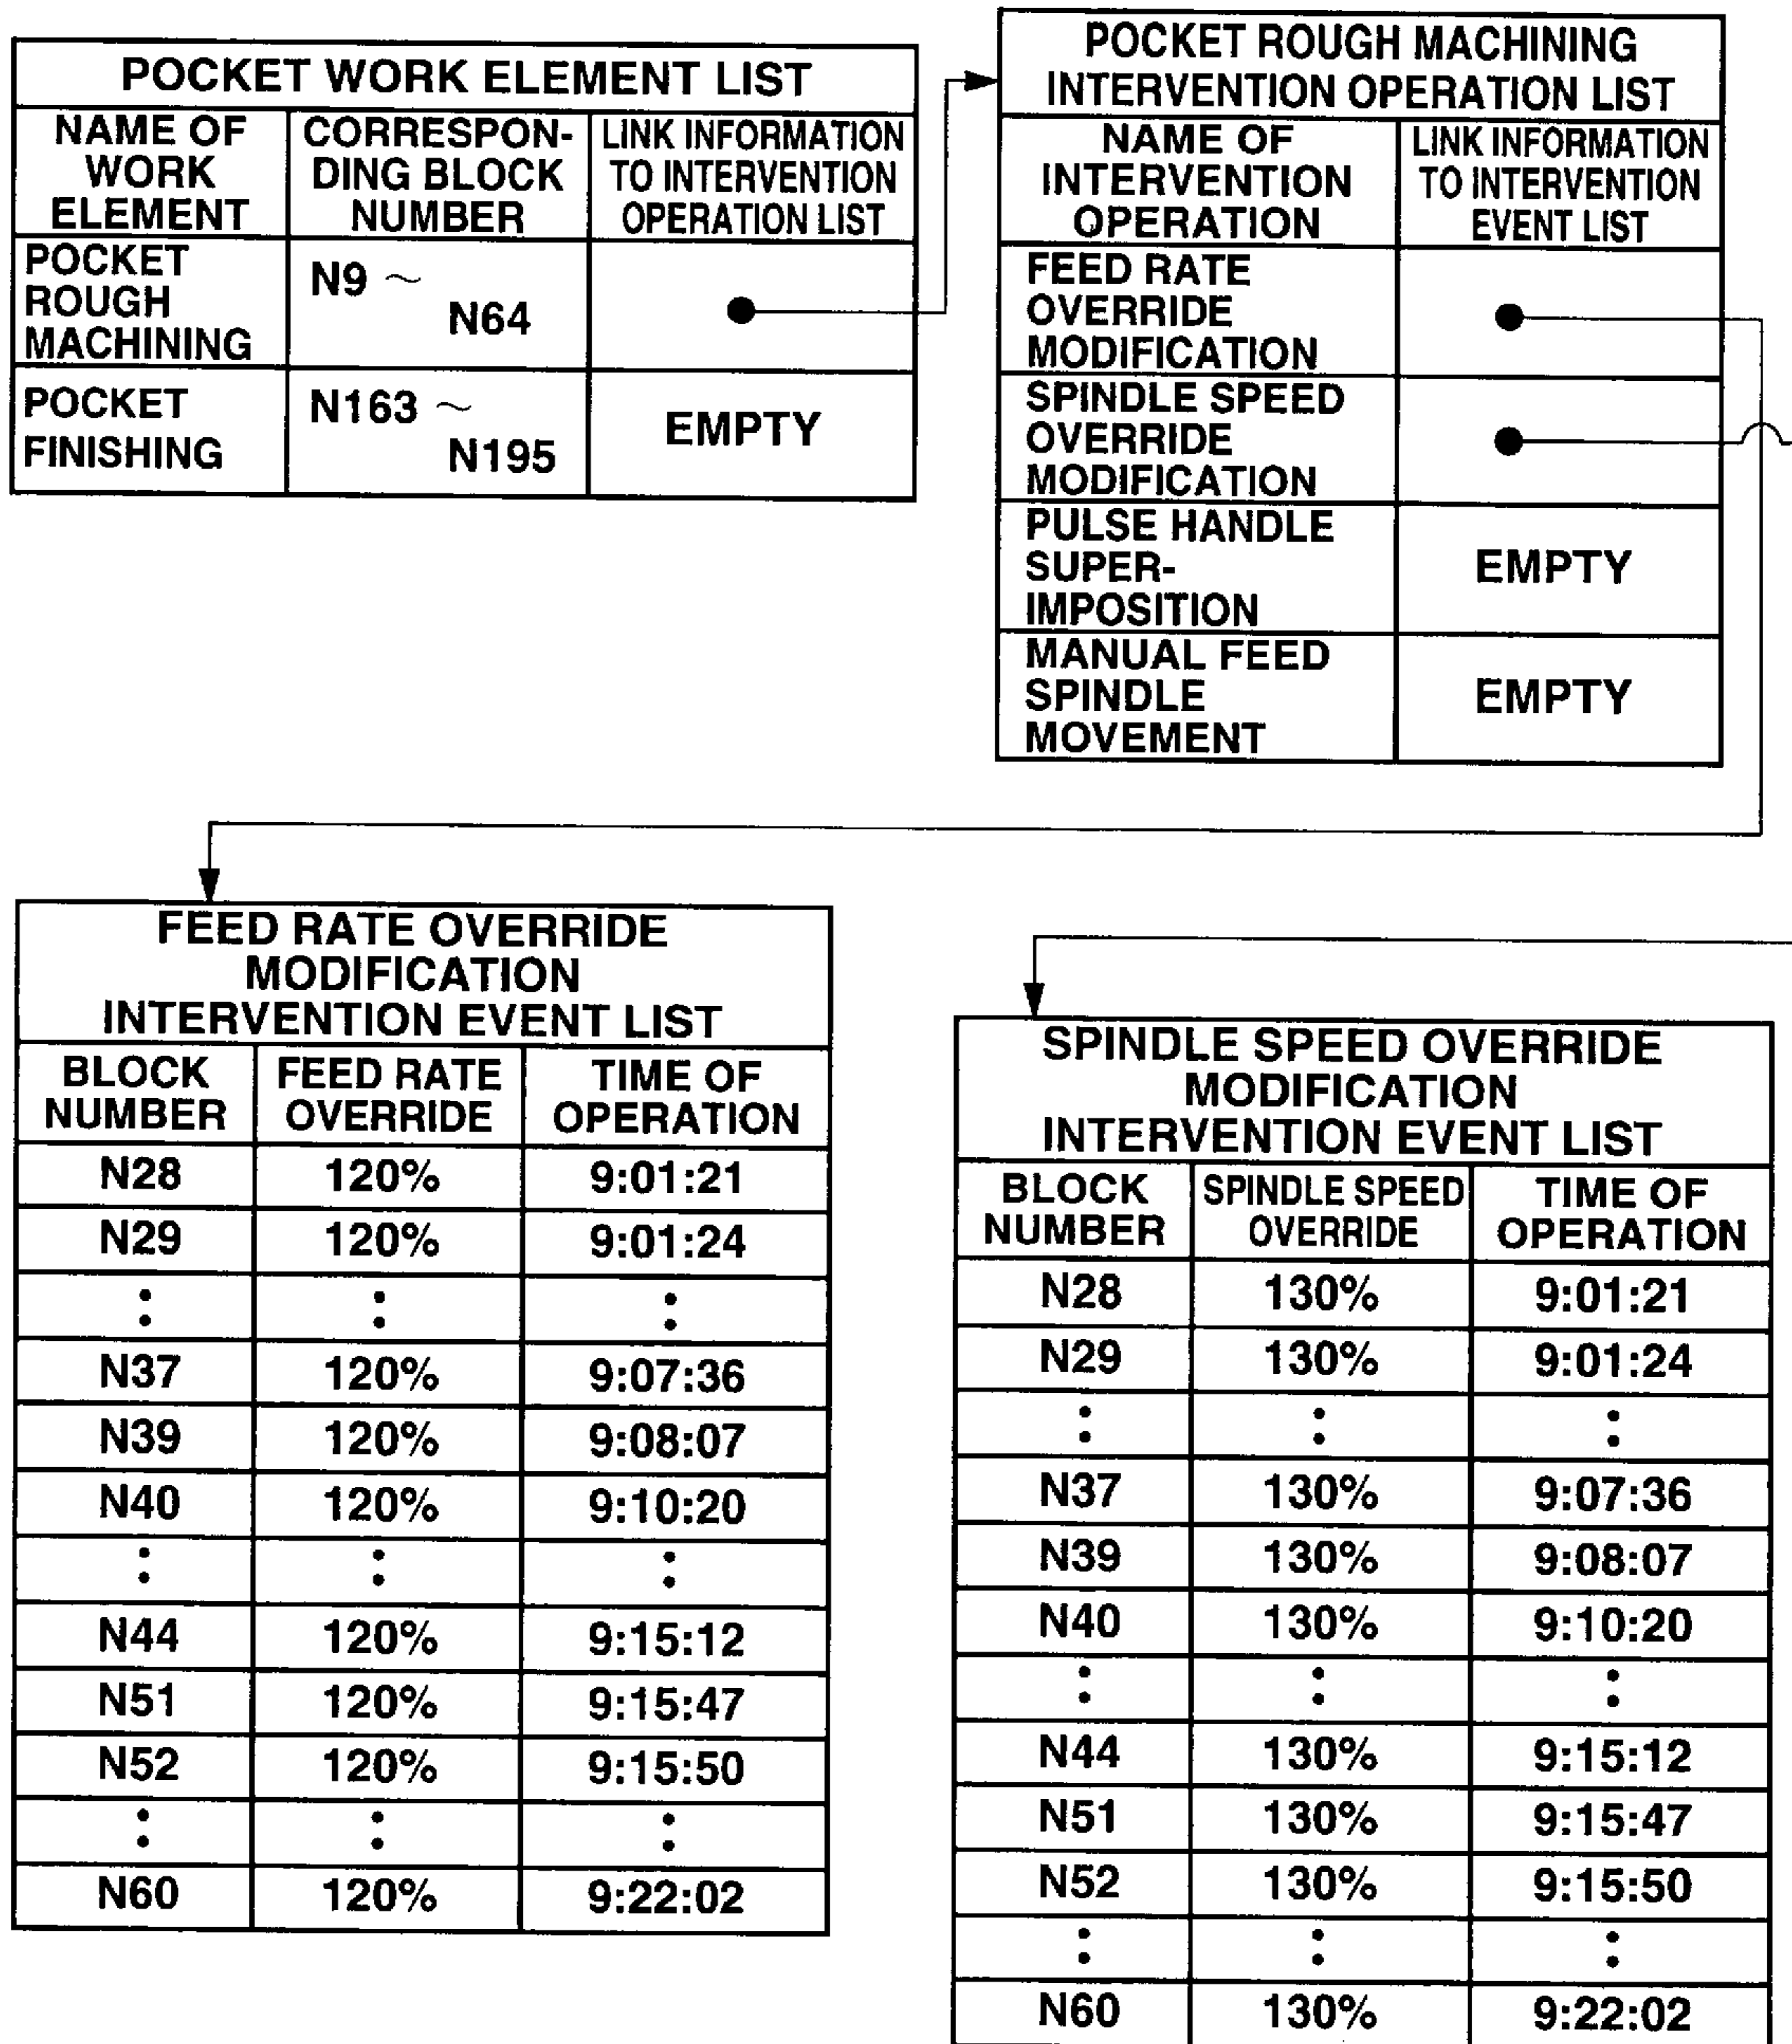 POCKET WORK ELEMENT LIST
NAME OF WORK ELEMENT
CORRESPON-DING BLOCK NUMBER
LINK INFORMATION TO INTERVENTION OPERATION LIST
POCKET ROUGH MACHINING
N9 ~ N64
POCKET FINISHING
N163 ~ N195
EMPTY
POCKET ROUGH MACHINING
INTERVENTION OPERATION LIST
NAME OF INTERVENTION OPERATION
LINK INFORMATION TO INTERVENTION EVENT LIST
FEED RATE
OVERRIDE
MODIFICATION
SPINDLE SPEED
OVERRIDE
MODIFICATION
PULSE HANDLE
SUPER-
IMPOSITION
EMPTY
MANUAL FEED
SPINDLE
MOVEMENT
EMPTY
FEED RATE OVERRIDE
MODIFICATION
INTERVENTION EVENT LIST
BLOCK NUMBER
FEED RATE OVERRIDE
TIME OF OPERATION
N28 120% 9:01:21
N29 120% 9:01:24
: : :
N37 120% 9:07:36
N39 120% 9:08:07
N40 120% 9:10:20
: : :
N44 120% 9:15:12
N51 120% 9:15:47
N52 120% 9:15:50
: : :
N60 120% 9:22:02
SPINDLE SPEED OVERRIDE
MODIFICATION
INTERVENTION EVENT LIST
BLOCK NUMBER
SPINDLE SPEED OVERRIDE
TIME OF OPERATION
N28 130% 9:01:21
N29 130% 9:01:24
: : :
N37 130% 9:07:36
N39 130% 9:08:07
N40 130% 9:10:20
: : :
N44 130% 9:15:12
N51 130% 9:15:47
N52 130% 9:15:50
: : :
N60 130% 9:22:02